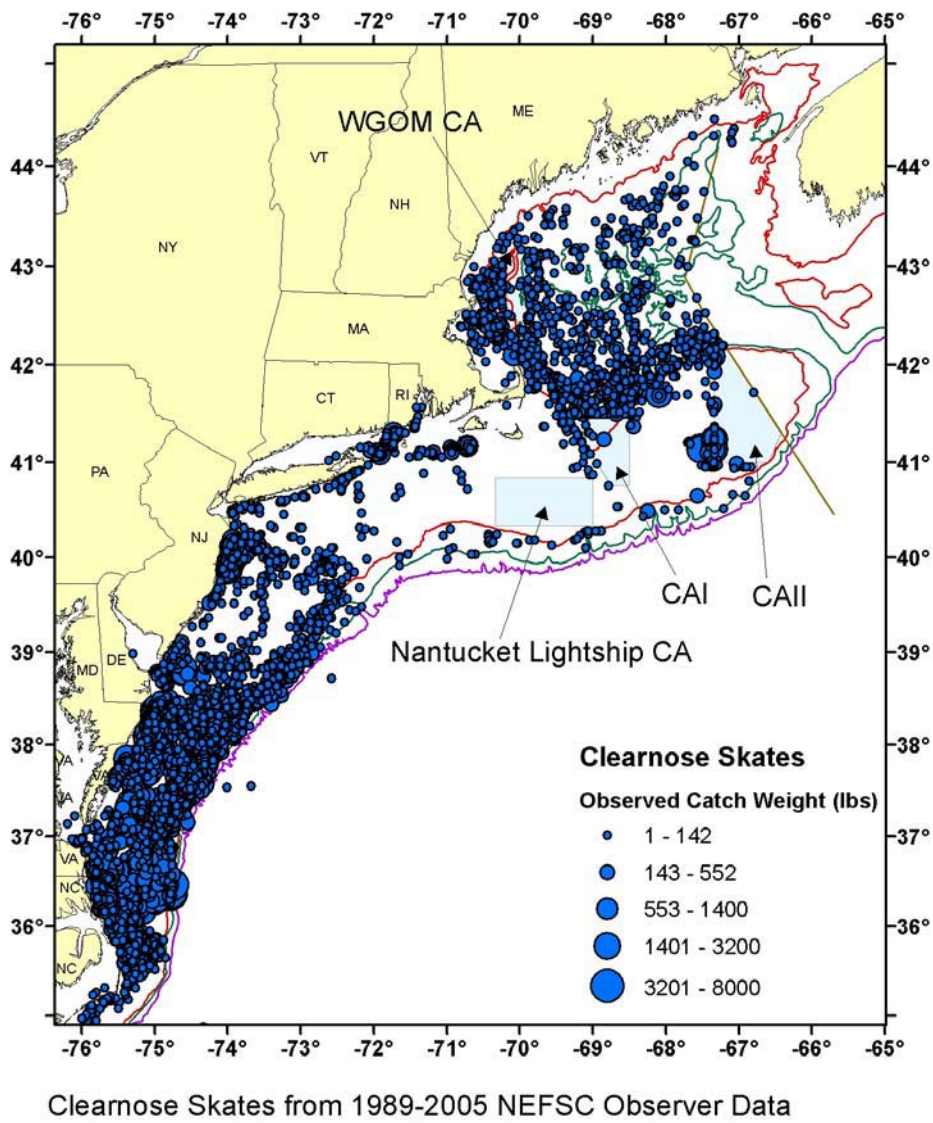 -76° -75° -74° -73° -72° -71° -70° -69° -68° -67° -66° -65°
ME
WGOM CA
44° 44°
VT
NH
NY
43° 43°
MA
42° 42°
CT RI
41° 41°
PA
NJ
40° 40°
CAI CAII
Nantucket Lightship CA
39° 39°
MD DE
38° 38°
VA
VA
Clearnose Skates
VA
Observed Catch Weight (lbs)
37° 37°
1 - 142
VA
143 - 552
NC
553 - 1400
36° 36°
1401 - 3200
NC
3201 - 8000
-76° -75° -74° -73° -72° -71° -70° -69° -68° -67° -66° -65°
Clearnose Skates from 1989-2005 NEFSC Observer Data